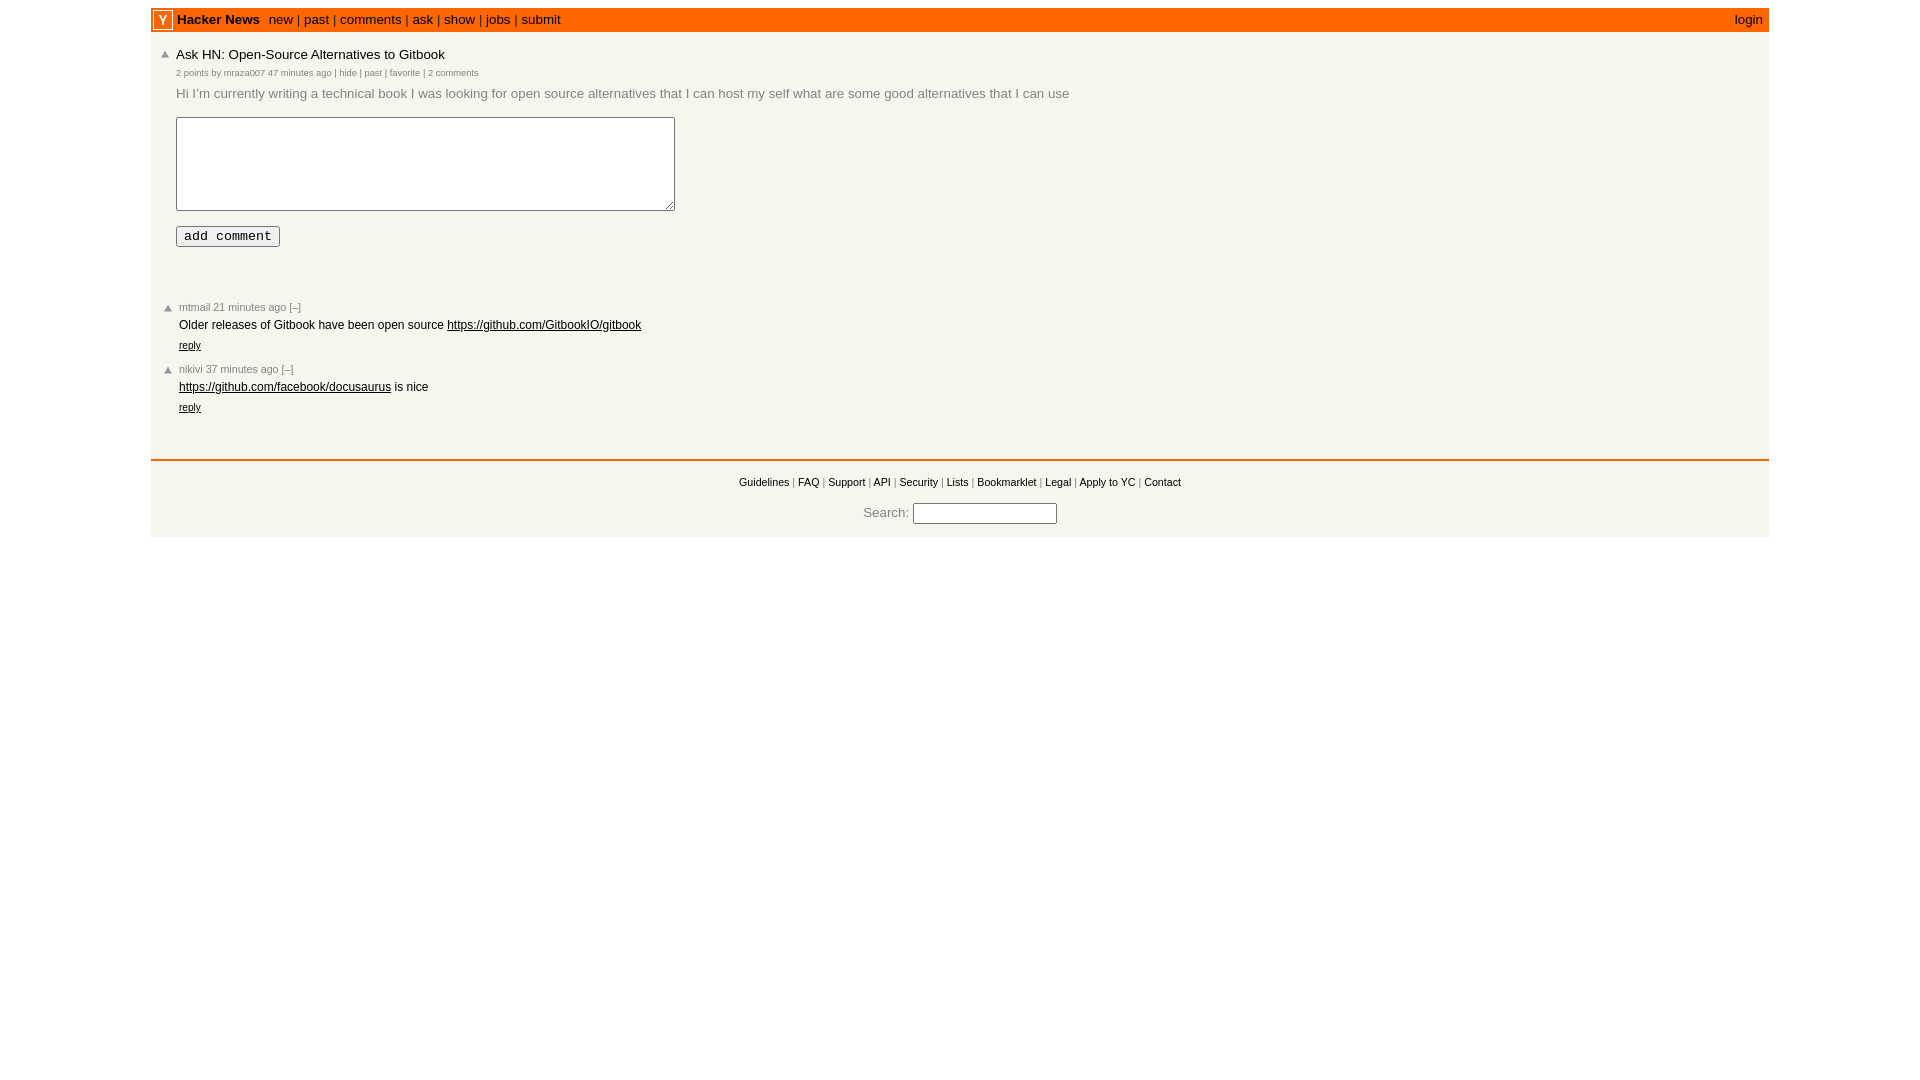 Y Hacker News new | past | comments | ask | show | jobs | submit login
Ask HN: Open-Source Alternatives to Gitbook
2 points by mraza007 47 minutes ago | hide | past | favorite | 2 comments
Hi I’m currently writing a technical book I was looking for open source alternatives that I can host my self what are some good alternatives that I can use
add comment
mtmail 21 minutes ago [–]
Older releases of Gitbook have been open source https://github.com/GitbookIO/gitbook
reply
nikivi 37 minutes ago [–]
https://github.com/facebook/docusaurus is nice
reply
Guidelines | FAQ | Support | API | Security | Lists | Bookmarklet | Legal | Apply to YC | Contact
Search: